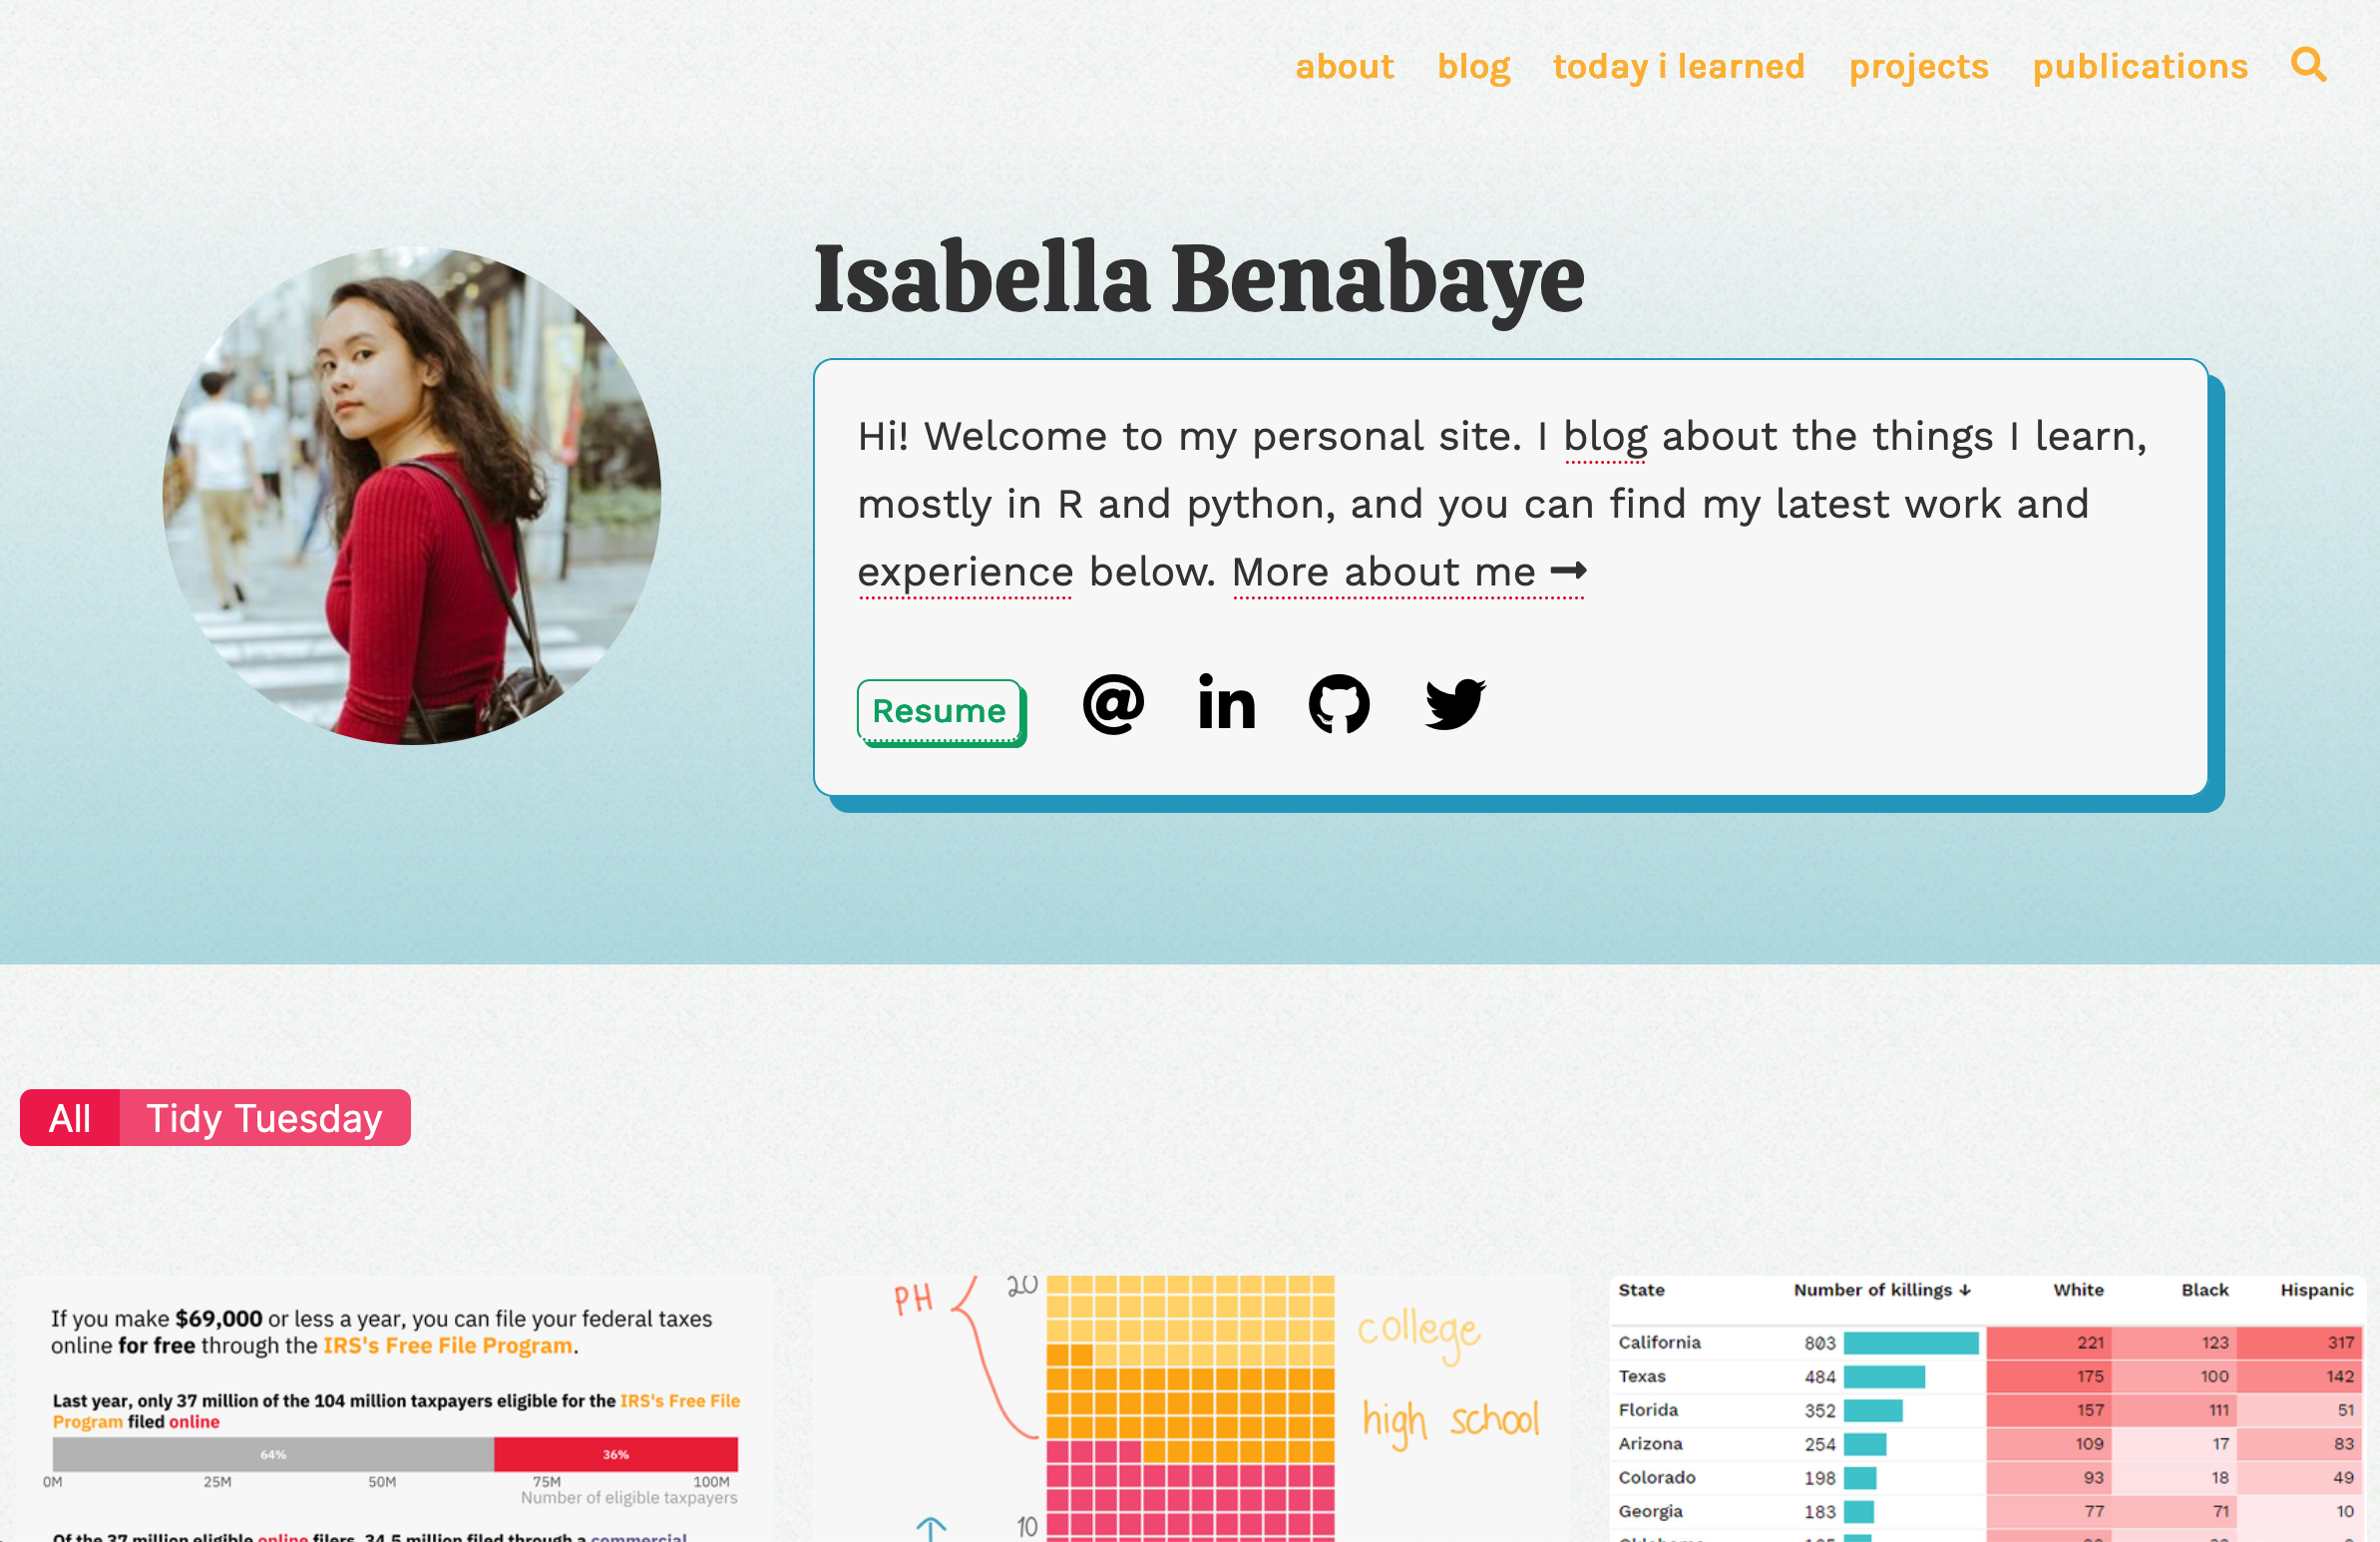 about blog today i learned projects publications
Isabella Benabaye
Hi! Welcome to my personal site. I blog about the things I learn,
mostly in R and python, and you can find my latest work and
experience below. More about me
Resume
All Tidy Tuesday
If you make $69,000 or less a year, you can file your federal taxes
online for free through the IRS's Free File Program.
Last year, only 37 million of the 104 million taxpayers eligible for the IRS's Free File
Program filed online
64% 36%
0M 25M 50M 75M 100M
Number of eligible taxpayers
Of the 37 million eligible online filers, 34.5 million filed through a commercial
PH
20
college
high school
10
State Number of killings ↓ White Black Hispanic
California 803 221 123 317
Texas 484 175 100 142
Florida 352 157 111 51
Arizona 254 109 17 83
Colorado 198 93 18 49
Georgia 183 77 71 10
Oklahoma